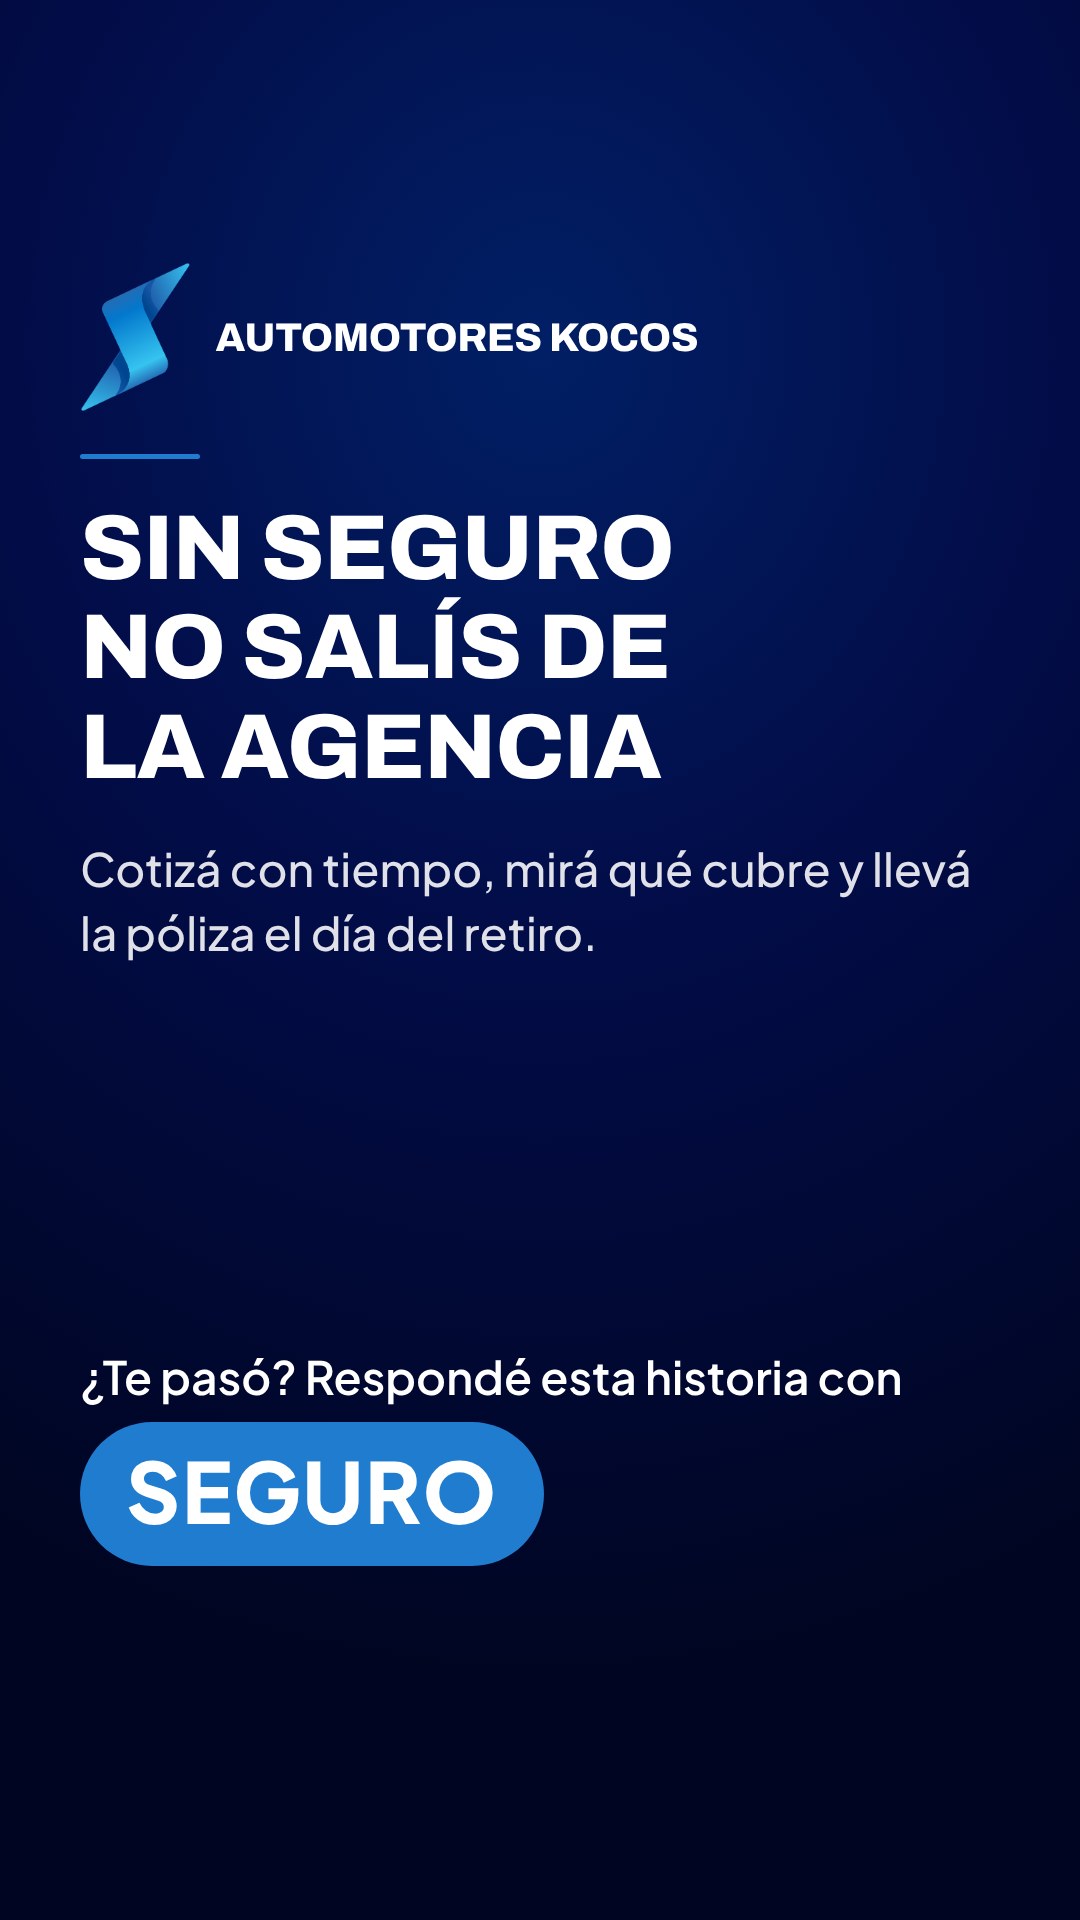 AUTOMOTORES KOCOS
SIN SEGURO
NO SALÍS DE
LA AGENCIA
Cotizá con tiempo, mirá qué cubre y llevá
la póliza el día del retiro.
¿Te pasó? Respondé esta historia con
SEGURO